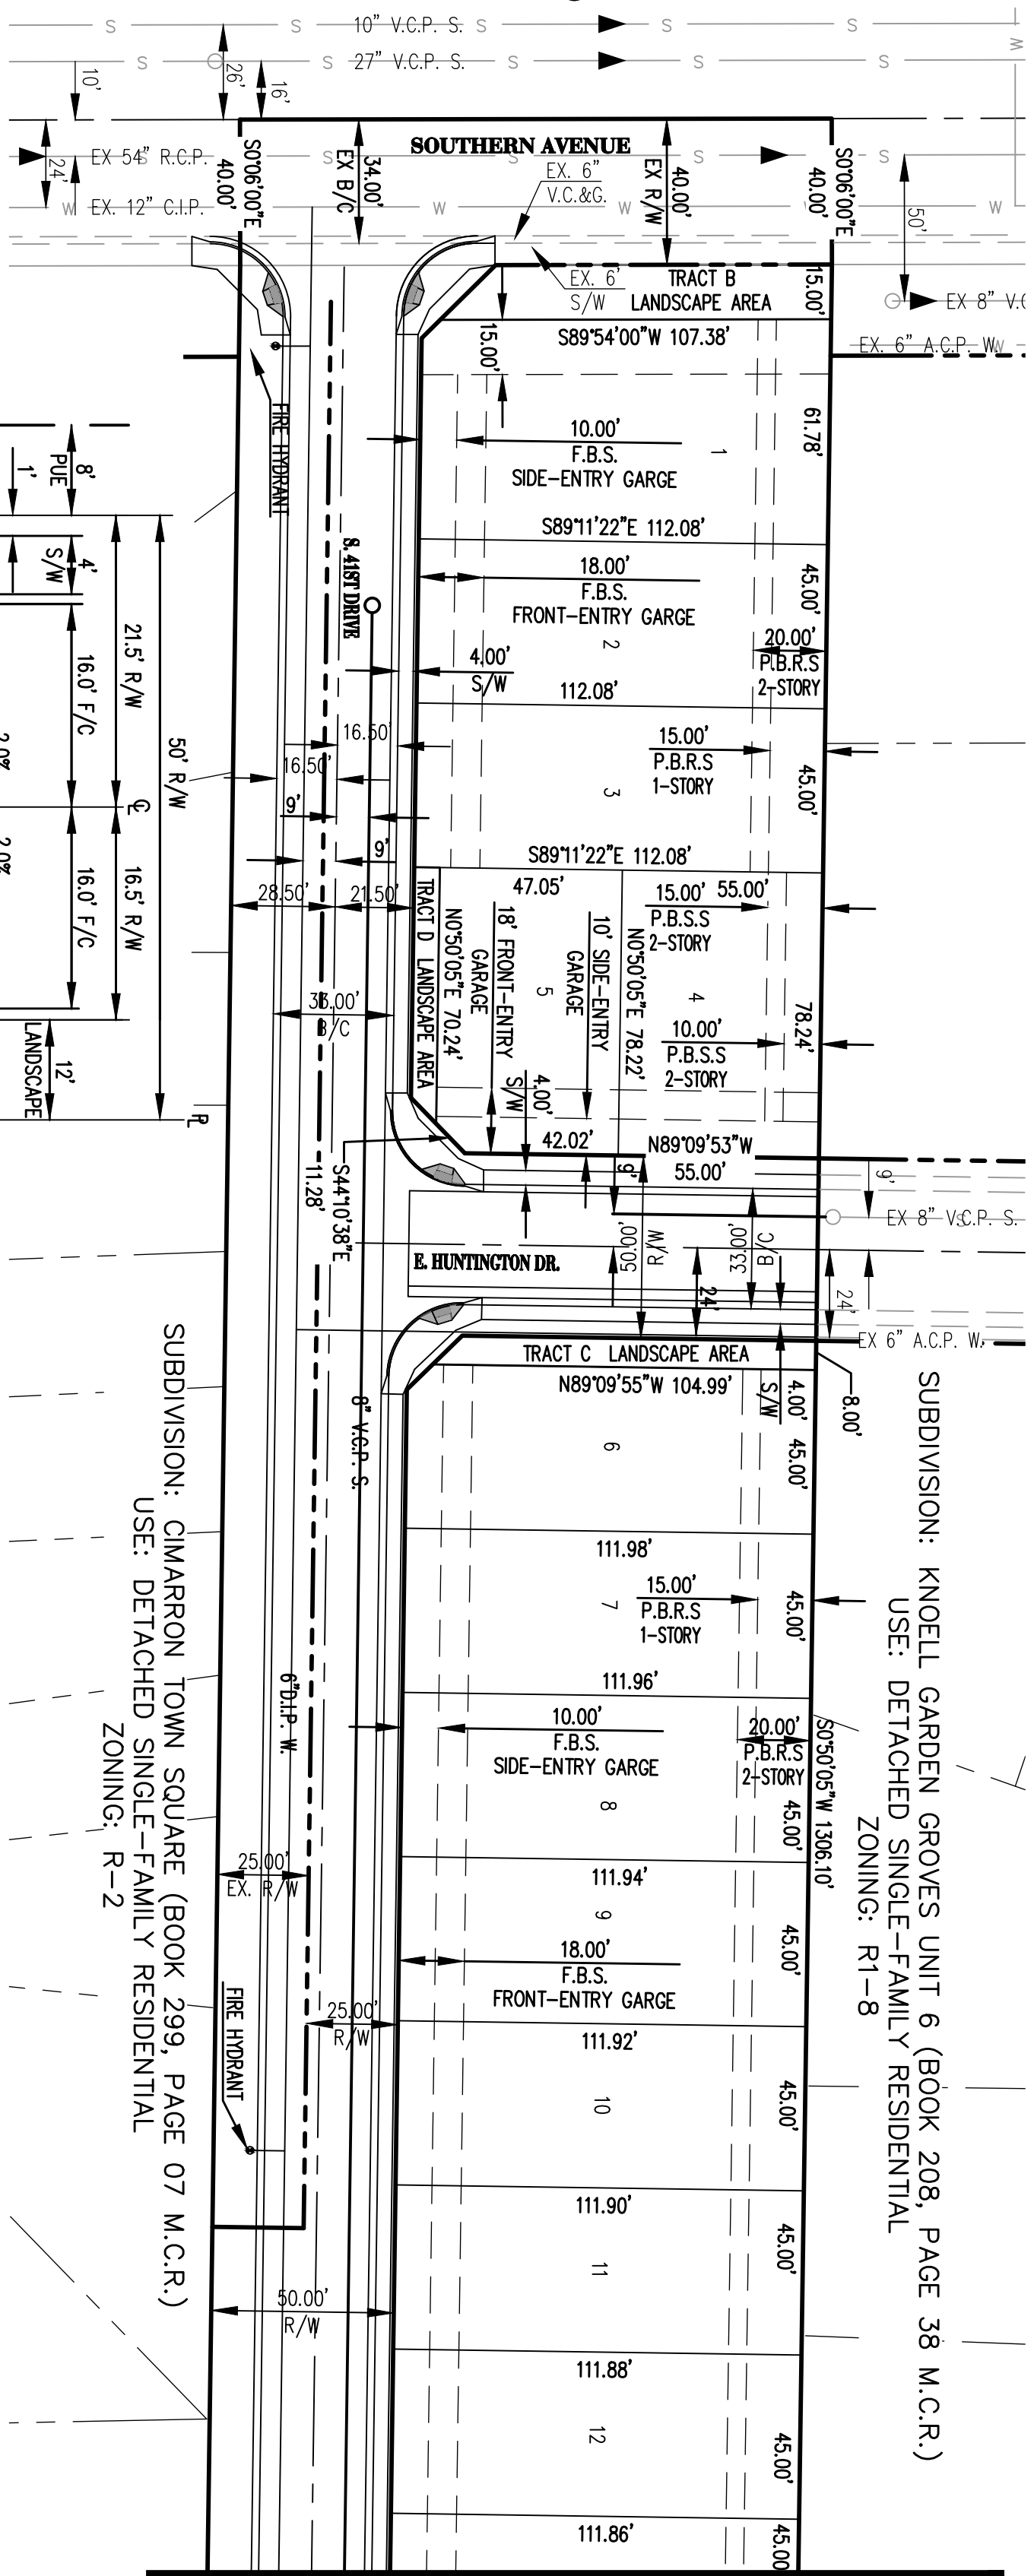 S S S 10" V.C.P. S. S S
S S 27" V.C.P. S. S S S
W
10'
26'
16'
SOUTHERN AVENUE
S0°06'00"E
40.00'
34.00'
EX B/C
40.00'
EX R/W
S0°06'00"E
40.00'
EX 54" R.C.P.
24'
EX. 6"
V.C.&G.
W EX. 12" C.I.P. W W W
50'
EX. 6'
S/W
TRACT B
LANDSCAPE AREA
15.00'
EX 8" V.C
S89°54'00"W 107.38'
15.00'
EX. 6" A.C.P. W.
FIRE HYDRANT
61.78'
10.00'
F.B.S.
SIDE-ENTRY GARGE
1
S89°11'22"E 112.08'
8'
PUE
1'
4'
S/W
21.5' R/W
16.0' F/C
50' R/W
2.0%
℄
2.0%
16.5' R/W
16.0' F/C
12'
LANDSCAPE
℄
S. 41ST DRIVE
18.00'
F.B.S.
FRONT-ENTRY GARGE
2
45.00'
20.00'
P.B.R.S
2-STORY
4.00'
S/W
112.08'
16.50'
16.50'
15.00'
P.B.R.S
1-STORY
45.00'
3
9'
9'
S89°11'22"E 112.08'
28.50'
21.50'
47.05'
15.00'
P.B.S.S
2-STORY
55.00'
TRACT D LANDSCAPE AREA
N0°50'05"E 70.24'
18' FRONT-ENTRY
GARAGE
5
10' SIDE-ENTRY
GARAGE
N0°50'05"E 78.22'
4
10.00'
P.B.S.S
2-STORY
78.24'
36.00'
B/C
4.00'
S/W
42.02'
N89°09'53"W
55.00'
S44°10'38"E
11.28'
9'
9'
EX 8" V.C.P. S.
E. HUNTINGTON DR.
50.00'
R/W
33.00'
B/C
24'
24'
EX 6" A.C.P. W.
TRACT C LANDSCAPE AREA
N89°09'55"W 104.99'
4.00'
S/W
8.00'
45.00'
6
8" V.C.P. S.
111.98'
15.00'
P.B.R.S
1-STORY
7
45.00'
111.96'
6"D.I.P. W.
10.00'
F.B.S.
SIDE-ENTRY GARGE
20.00'
P.B.R.S
2-STORY
S0°50'05"W 1306.10'
8
45.00'
25.00'
EX. R/W
111.94'
9
45.00'
18.00'
F.B.S.
FRONT-ENTRY GARGE
25.00'
R/W
FIRE HYDRANT
111.92'
10
45.00'
111.90'
11
45.00'
50.00'
R/W
111.88'
12
45.00'
111.86'
45.00
SUBDIVISION: KNOELL GARDEN GROVES UNIT 6 (BOOK 208, PAGE 38 M.C.R.)
USE: DETACHED SINGLE-FAMILY RESIDENTIAL
ZONING: R1-8
SUBDIVISION: CIMARRON TOWN SQUARE (BOOK 299, PAGE 07 M.C.R.)
USE: DETACHED SINGLE-FAMILY RESIDENTIAL
ZONING: R-2